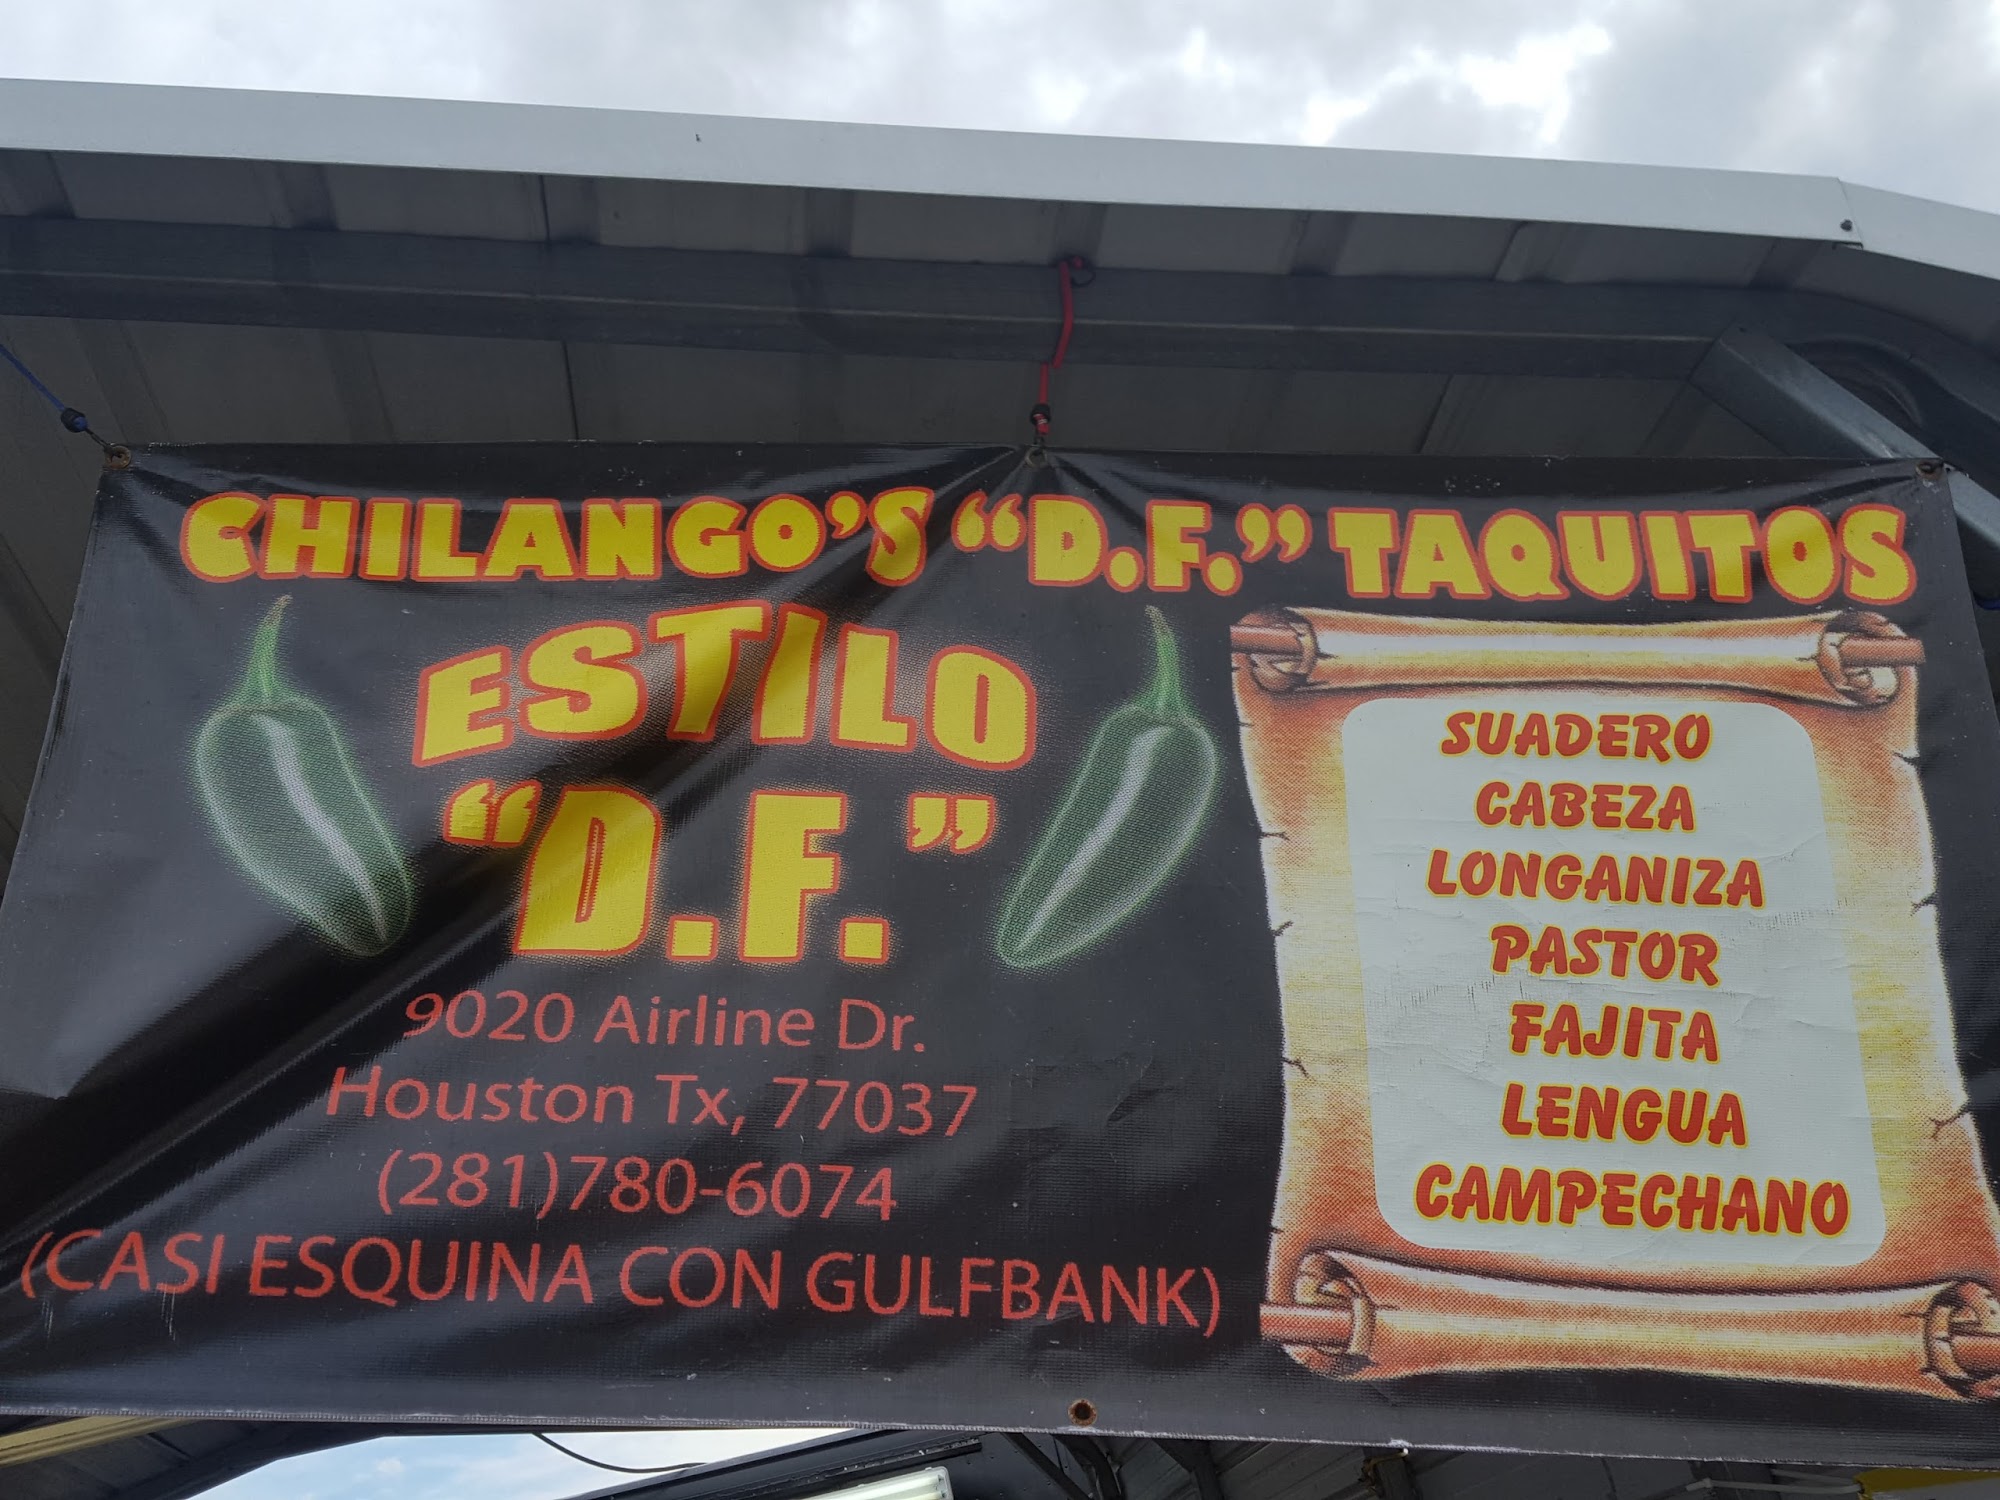 CHILANGO'S “D.F.” TAQUITOS
ESTILO
“D.F.”
9020 Airline Dr.
Houston Tx, 77037
(281)780-6074
(CASI ESQUINA CON GULFBANK)
SUADERO
CABEZA
LONGANIZA
PASTOR
FAJITA
LENGUA
CAMPECHANO